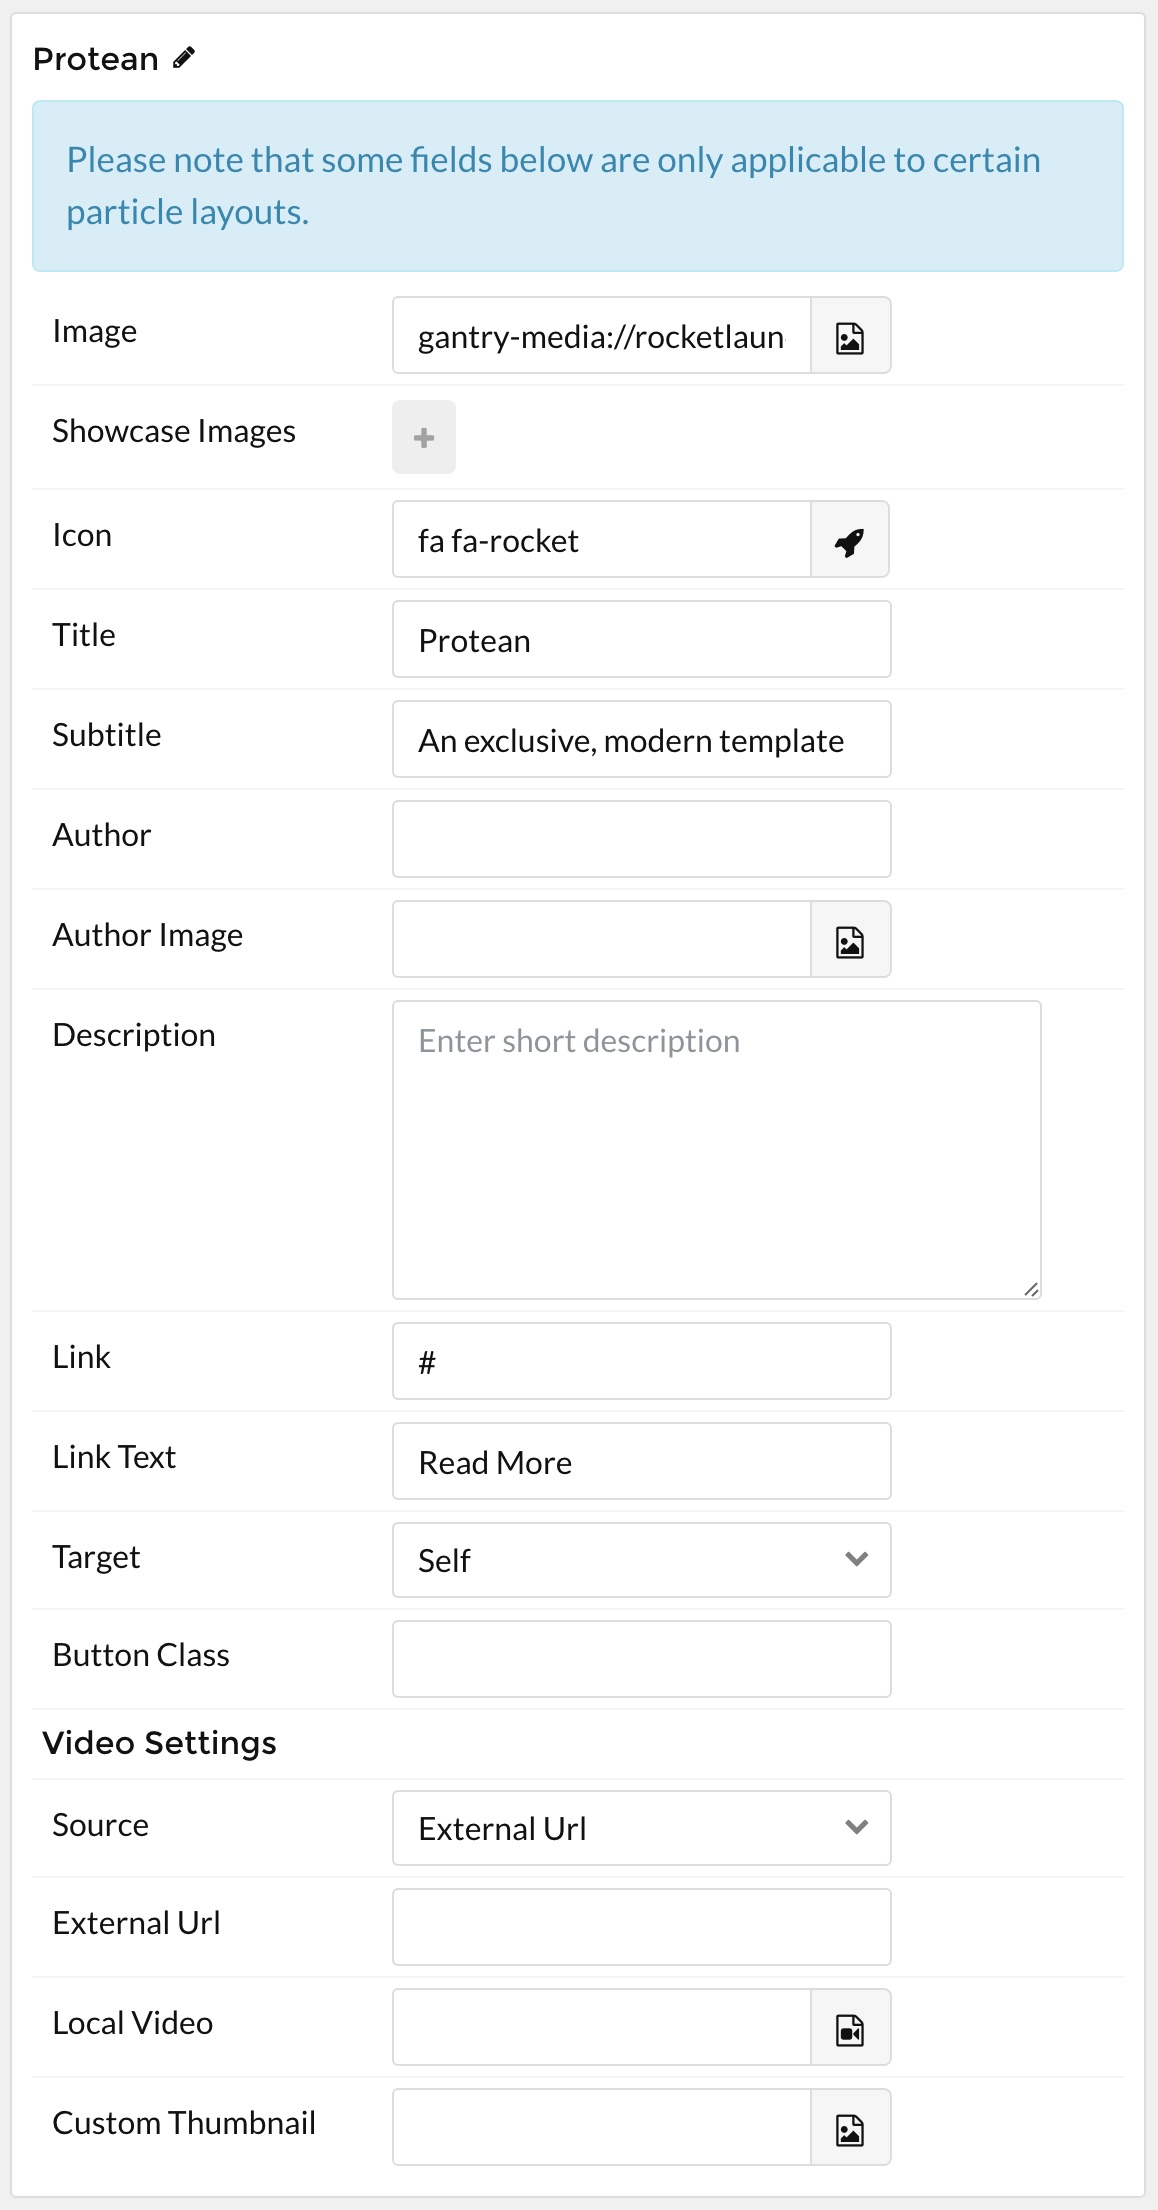 Protean
Please note that some fields below are only applicable to certain
particle layouts.
Image
gantry-media://rocketlaun
Showcase Images
Icon
fa fa-rocket
Title
Protean
Subtitle
An exclusive, modern template
Author
Author Image
Description
Enter short description
Link
#
Link Text
Read More
Target
Self
Button Class
Video Settings
Source
External Url
External Url
Local Video
Custom Thumbnail